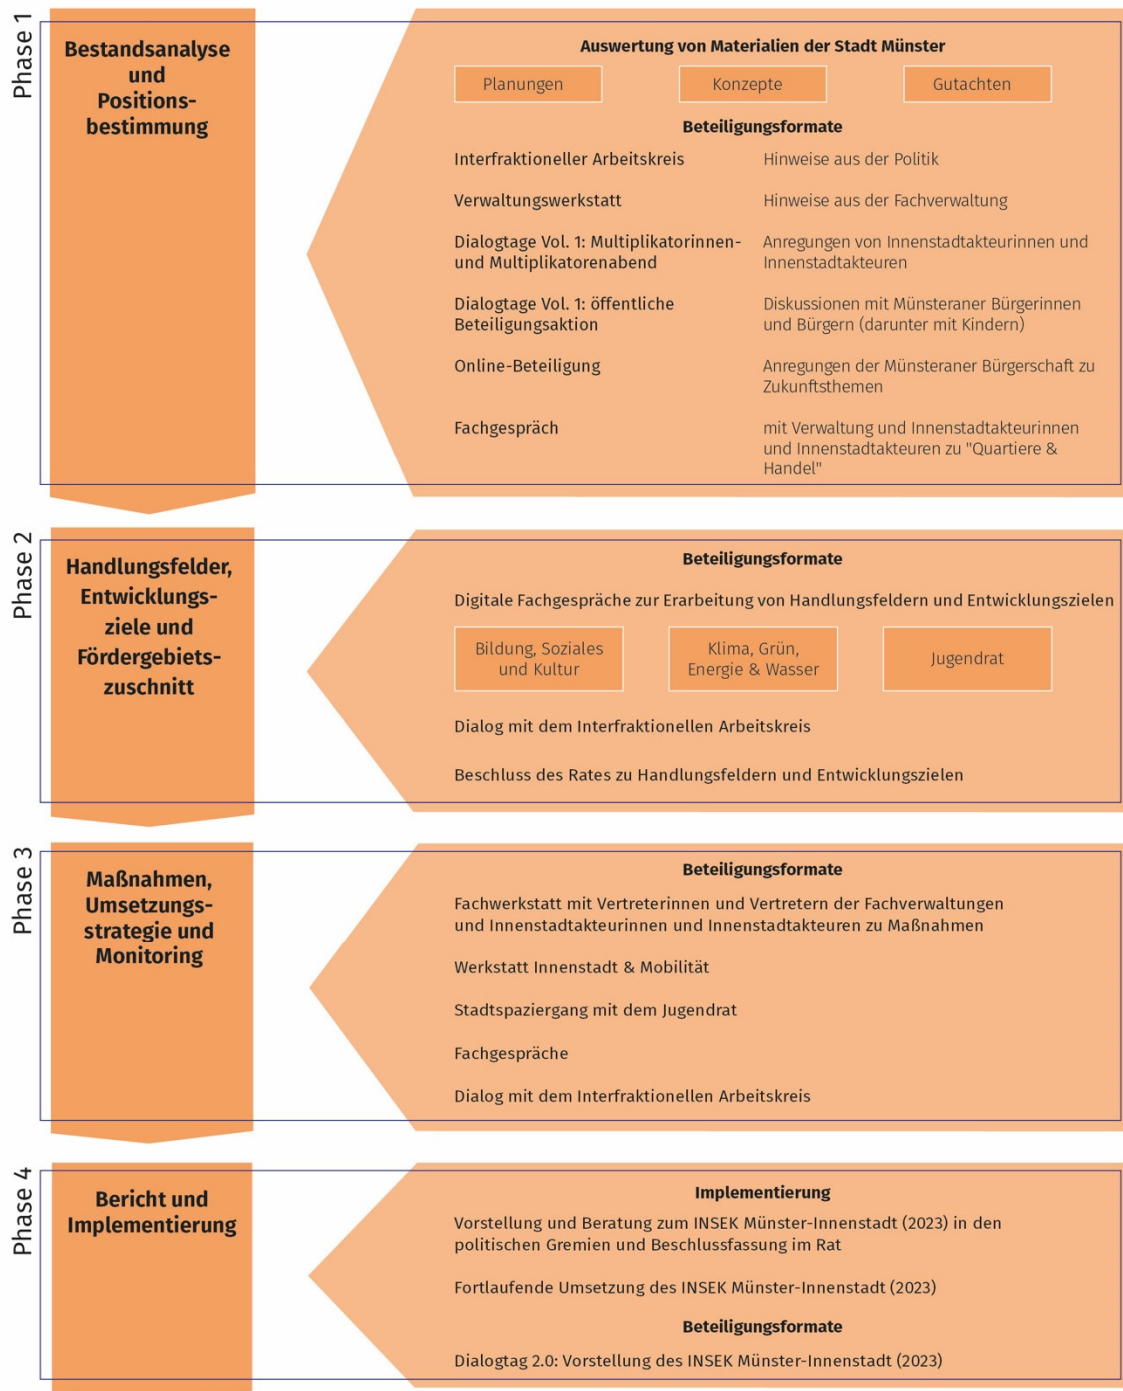 Phase 1
Bestandsanalyse
und
Positions-
bestimmung
Auswertung von Materialien der Stadt Münster
Planungen
Konzepte
Gutachten
Beteiligungsformate
Interfraktioneller Arbeitskreis
Hinweise aus der Politik
Verwaltungswerkstatt
Hinweise aus der Fachverwaltung
Dialogtage Vol. 1: Multiplikatorinnen-
und Multiplikatorenabend
Anregungen von Innenstadtakteurinnen und
Innenstadtakteuren
Dialogtage Vol. 1: öffentliche
Beteiligungsaktion
Diskussionen mit Münsteraner Bürgerinnen
und Bürgern (darunter mit Kindern)
Online-Beteiligung
Anregungen der Münsteraner Bürgerschaft zu
Zukunftsthemen
Fachgespräch
mit Verwaltung und Innenstadtakteurinnen
und Innenstadtakteuren zu "Quartiere &
Handel"
Phase 2
Handlungsfelder,
Entwicklungs-
ziele und
Fördergebiets-
zuschnitt
Beteiligungsformate
Digitale Fachgespräche zur Erarbeitung von Handlungsfeldern und Entwicklungszielen
Bildung, Soziales
und Kultur
Klima, Grün,
Energie & Wasser
Jugendrat
Dialog mit dem Interfraktionellen Arbeitskreis
Beschluss des Rates zu Handlungsfeldern und Entwicklungszielen
Phase 3
Maßnahmen,
Umsetzungs-
strategie und
Monitoring
Beteiligungsformate
Fachwerkstatt mit Vertreterinnen und Vertretern der Fachverwaltungen
und Innenstadtakteurinnen und Innenstadtakteuren zu Maßnahmen
Werkstatt Innenstadt & Mobilität
Stadtspaziergang mit dem Jugendrat
Fachgespräche
Dialog mit dem Interfraktionellen Arbeitskreis
Phase 4
Bericht und
Implementierung
Implementierung
Vorstellung und Beratung zum INSEK Münster-Innenstadt (2023) in den
politischen Gremien und Beschlussfassung im Rat
Fortlaufende Umsetzung des INSEK Münster-Innenstadt (2023)
Beteiligungsformate
Dialogtag 2.0: Vorstellung des INSEK Münster-Innenstadt (2023)